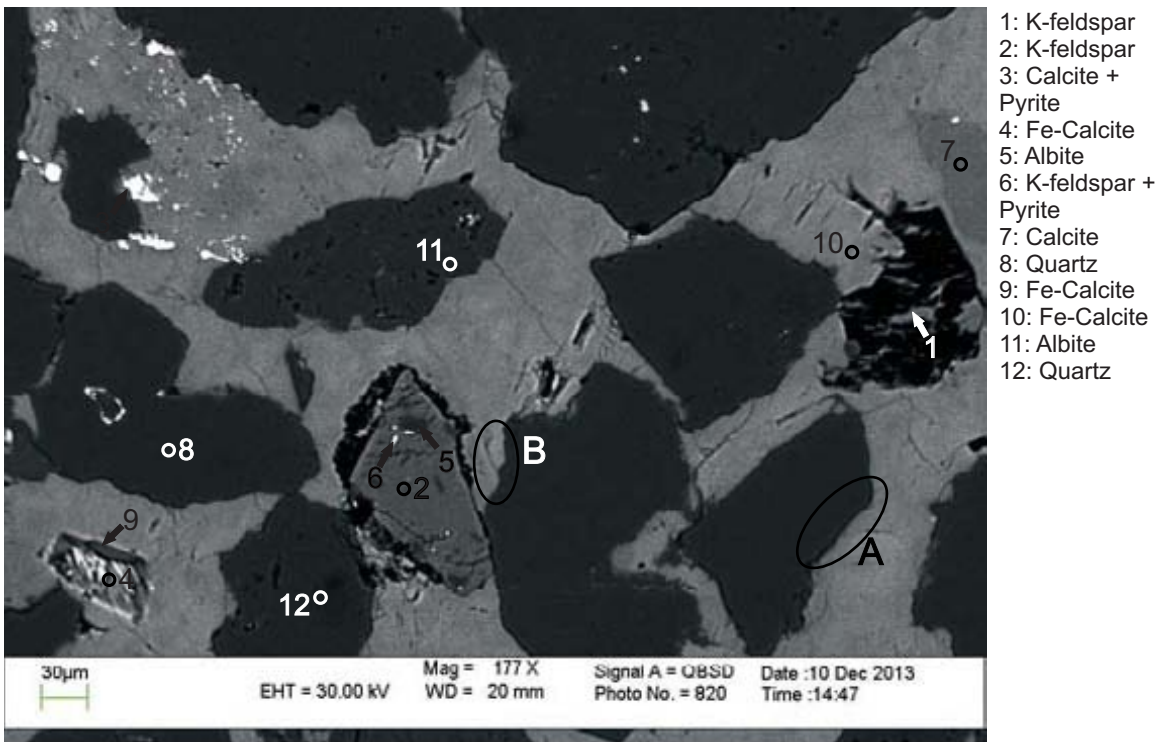 1: K-feldspar
2: K-feldspar
3: Calcite +
Pyrite
4: Fe-Calcite
5: Albite
6: K-feldspar +
Pyrite
7: Calcite
8: Quartz
9: Fe-Calcite
10: Fe-Calcite
11: Albite
12: Quartz
7
11
10
1
8
B
5
6
2
9
4
A
12
30µm
EHT = 30.00 kV
Mag = 177 X
WD = 20 mm
Signal A = QBSD
Photo No. = 820
Date :10 Dec 2013
Time :14:47